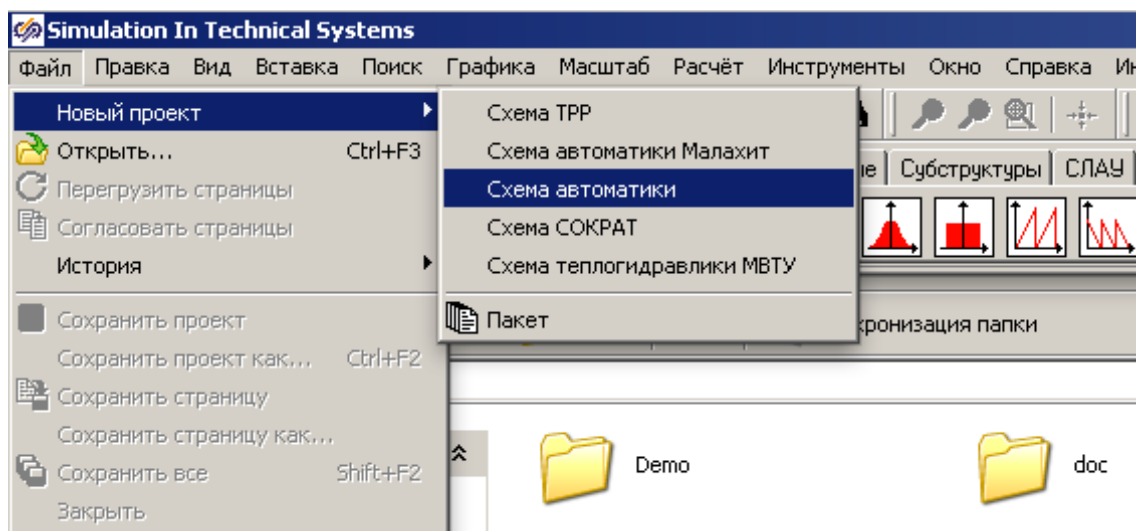 Simulation In Technical Systems
Файл Правка Вид Вставка Поиск Графика Масштаб Расчёт Инструменты Окно Справка
Новый проект
Открыть... Ctrl+F3
Перегрузить страницы
Согласовать страницы
История
Сохранить проект
Сохранить проект как... Ctrl+F2
Сохранить страницу
Сохранить страницу как...
Сохранить все Shift+F2
Закрыть
Схема ТРР
Схема автоматики Малахит
Схема автоматики
Схема СОКРАТ
Схема теплогидравлики МВТУ
Пакет
Субструктуры СЛАУ
папки
Demo
doc